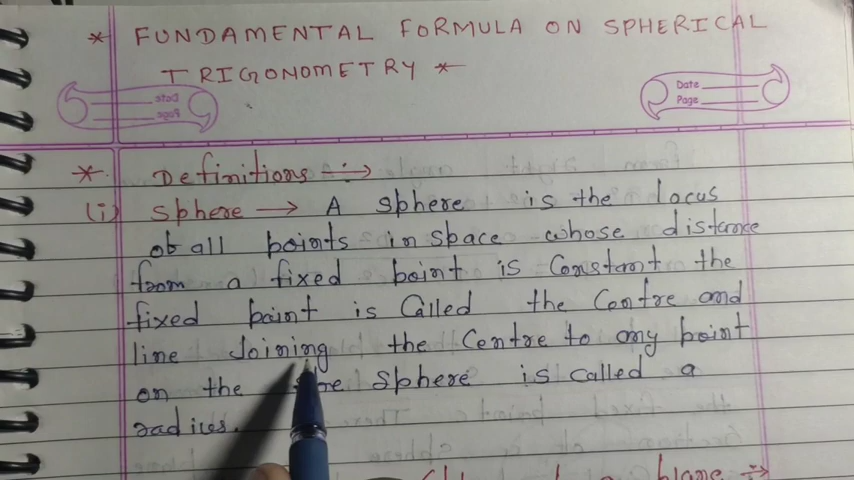 * FUNDAMENTAL FORMULA ON SPHERICAL
TRIGONOMETRY *
Date
Page
* Definitions :→
(i) Sphere → A sphere is the locus
of all points in space whose distance
from a fixed point is Constant the
fixed point is Called the Centre and
line Joining the Centre to any point
on the Sphere is called a
radius.
a plane :→